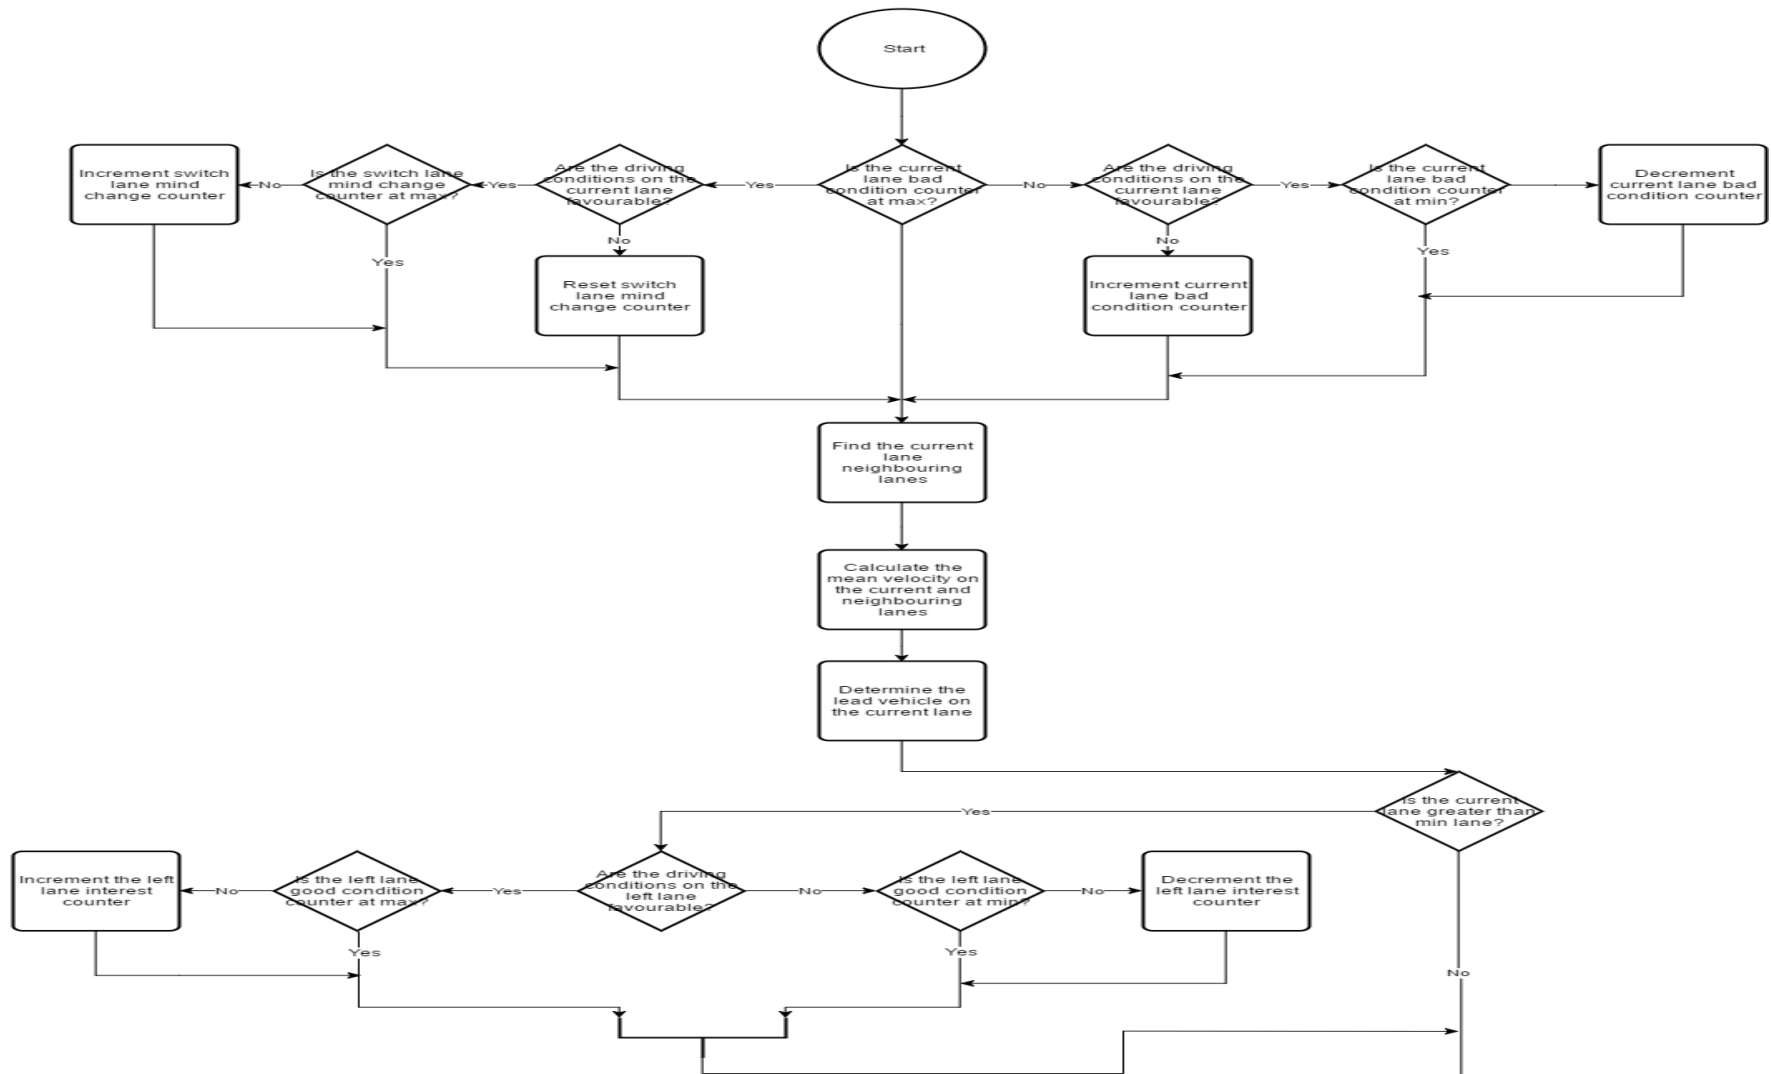 Start
Increment switch
lane mind
change counter
No
Is the switch lane
mind change
counter at max?
Yes
Are the driving
conditions on the
current lane
favourable?
Yes
Is the current
lane bad
condition counter
at max?
No
Are the driving
conditions on the
current lane
favourable?
Yes
Is the current
lane bad
condition counter
at min?
Decrement
current lane bad
condition counter
Yes
No
No
Yes
Reset switch
lane mind
change counter
Increment current
lane bad
condition counter
Find the current
lane
neighbouring
lanes
Calculate the
mean velocity on
the current and
neighbouring
lanes
Determine the
lead vehicle on
the current lane
Is the current
lane greater than
min lane?
Yes
Increment the left
lane interest
counter
No
Is the left lane
good condition
counter at max?
Yes
Are the driving
conditions on the
left lane
favourable?
No
Is the left lane
good condition
counter at min?
No
Decrement the
left lane interest
counter
Yes
Yes
No